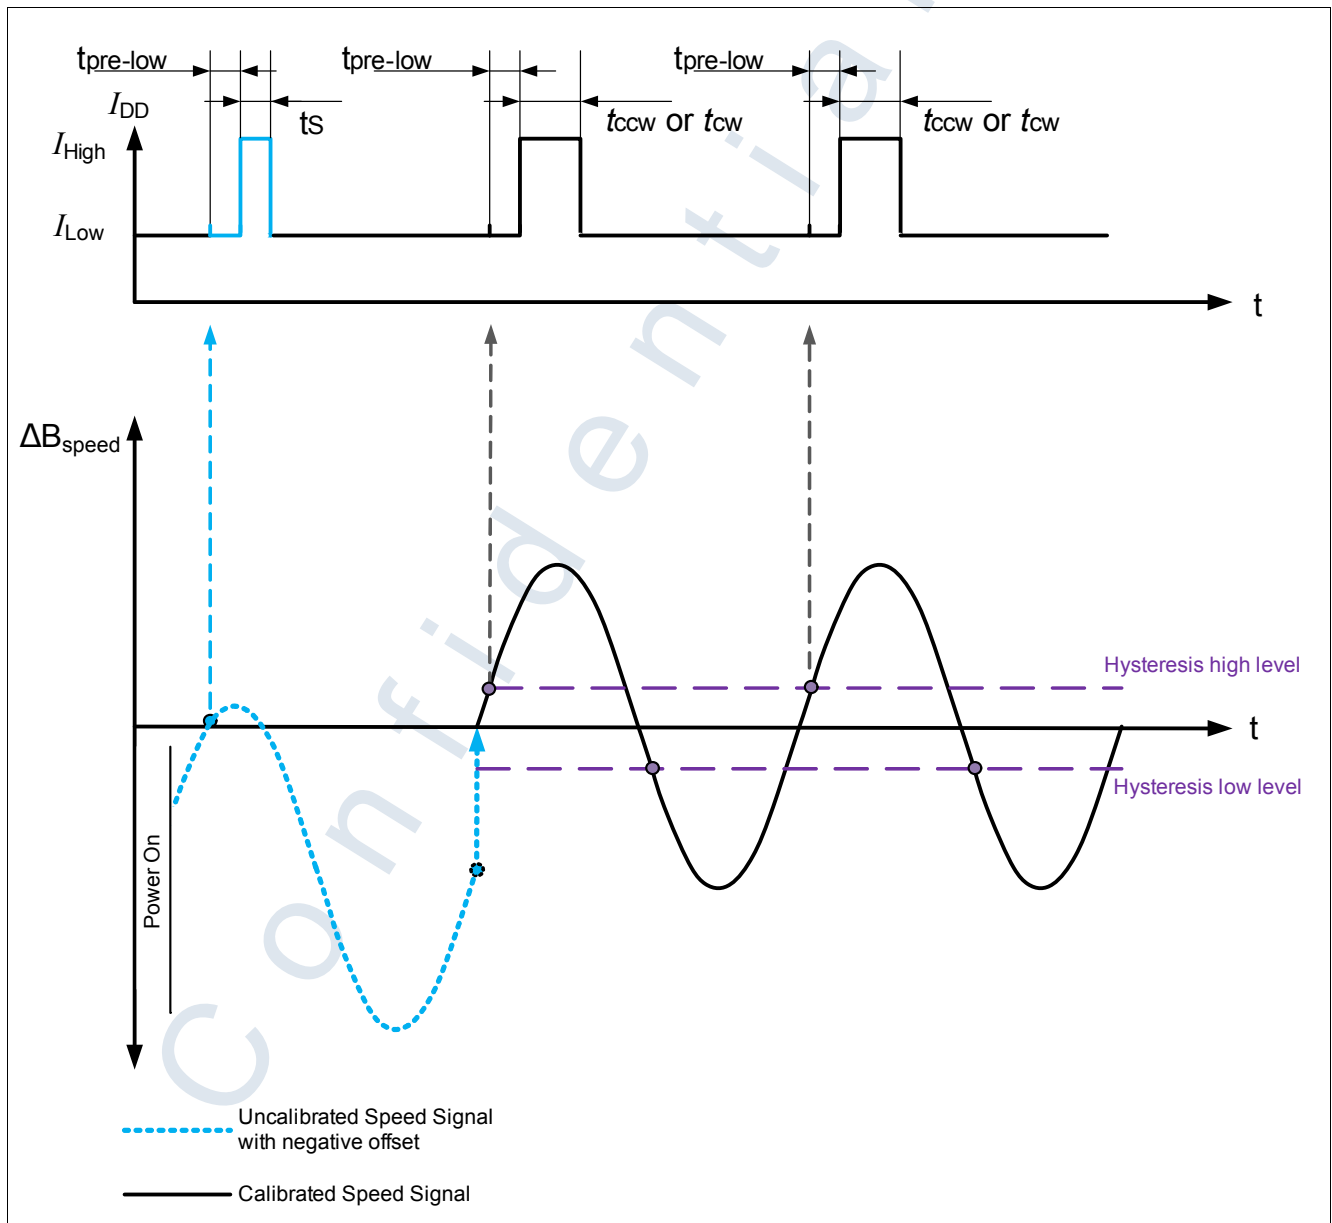 tpre-low tpre-low tpre-low
IDD tS tccw or tcw tccw or tcw
IHigh
ILow
t
ΔBspeed
Hysteresis high level
t
Hysteresis low level
Power On
Uncalibrated Speed Signal
with negative offset
Calibrated Speed Signal
Confidential